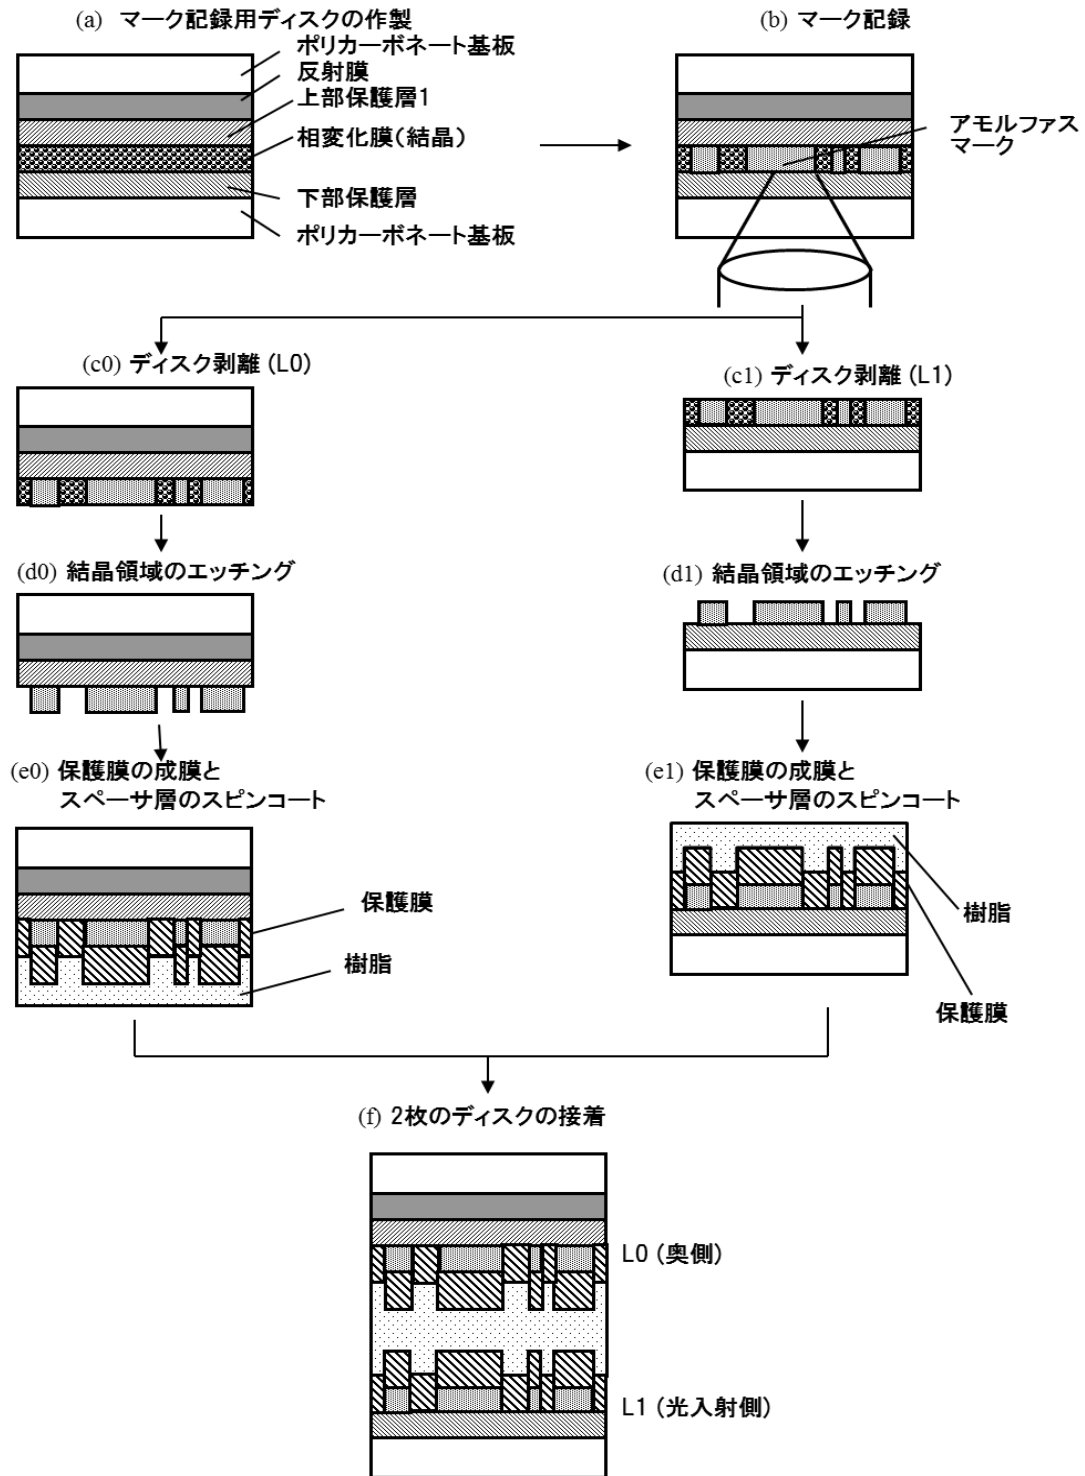 (a) マーク記録用ディスクの作製
ポリカーボネート基板
反射膜
上部保護層1
相変化膜(結晶)
下部保護層
ポリカーボネート基板
(b) マーク記録
アモルファス
マーク
(c0) ディスク剥離 (L0)
(c1) ディスク剥離 (L1)
(d0) 結晶領域のエッチング
(d1) 結晶領域のエッチング
(e0) 保護膜の成膜と
スペーサ層のスピンコート
保護膜
樹脂
(e1) 保護膜の成膜と
スペーサ層のスピンコート
樹脂
保護膜
(f) 2枚のディスクの接着
L0 (奥側)
L1 (光入射側)